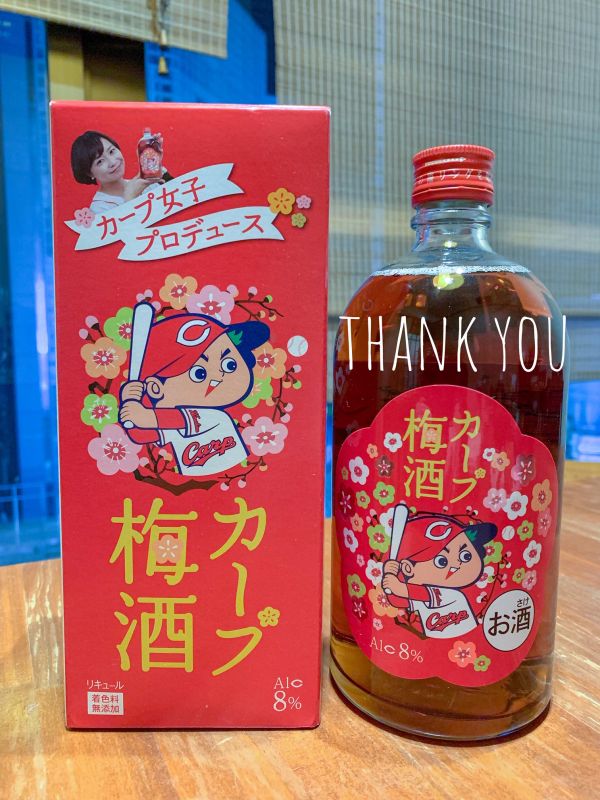 カープ女子
プロデュース
C
Carp
カープ
梅酒
リキュール
着色料
無添加
Alc
8%
THANK YOU
カープ
梅酒
C
Carp
さけ
お酒
Alc 8%